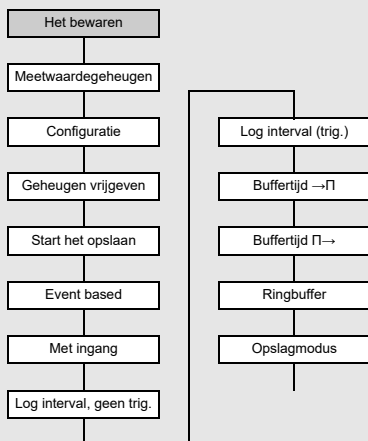 Het bewaren
Meetwaardegeheugen
Configuratie
Geheugen vrijgeven
Start het opslaan
Event based
Met ingang
Log interval, geen trig.
Log interval (trig.)
Buffertijd →Π
Buffertijd Π→
Ringbuffer
Opslagmodus